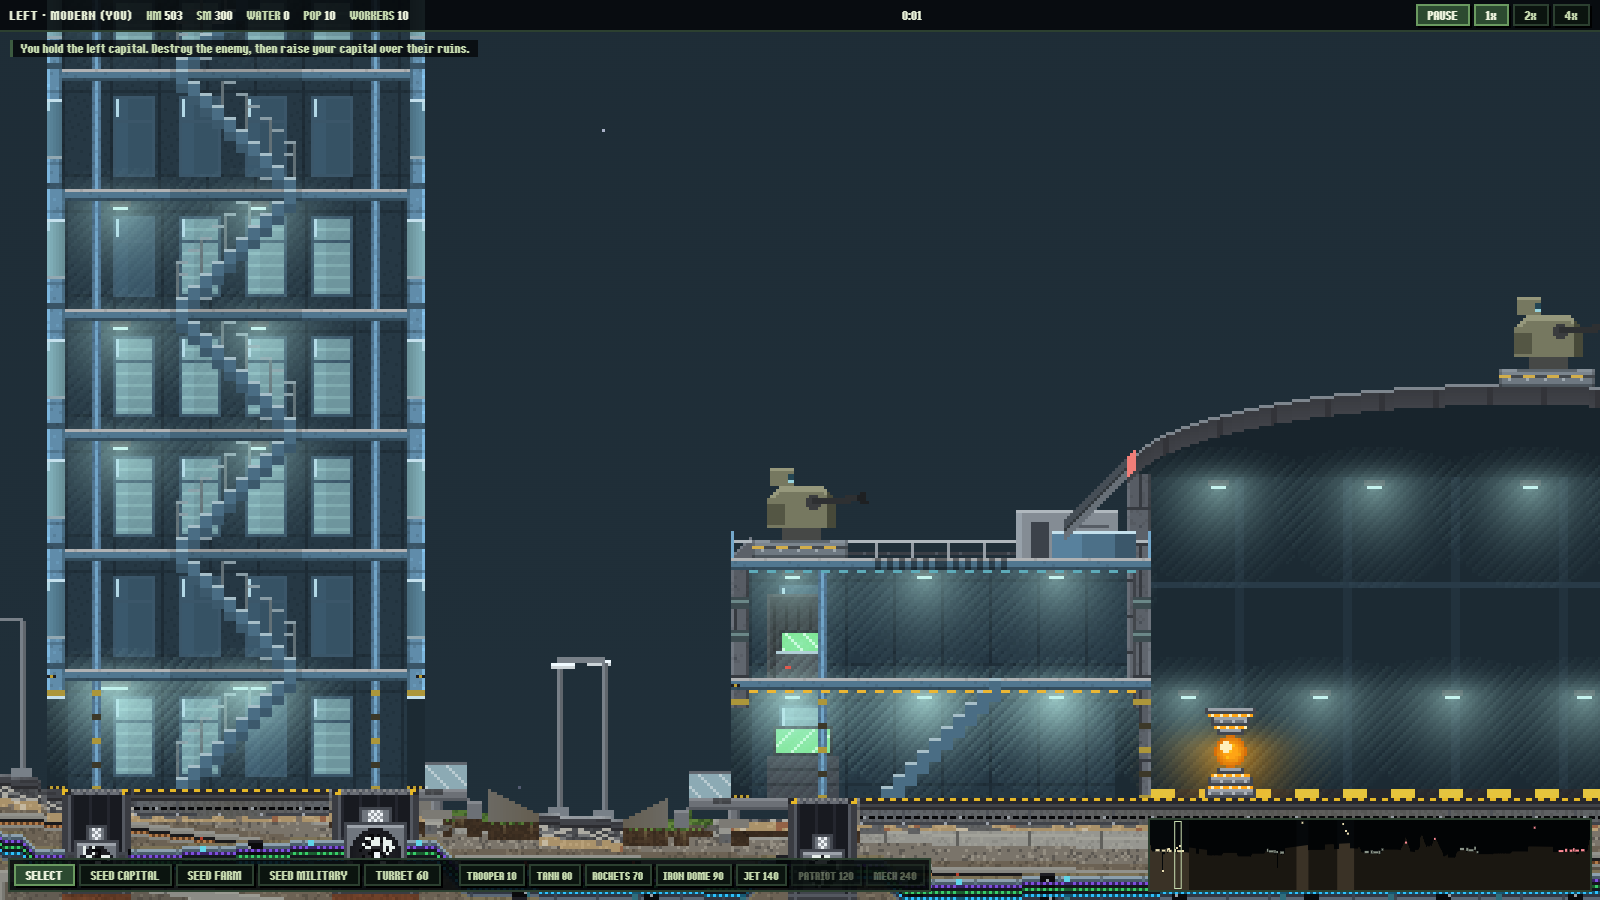 LEFT · MODERN (YOU) HM 503 SM 300 WATER 0 POP 10 WORKERS 10 0:01 PAUSE 1x 2x 4x
You hold the left capital. Destroy the enemy, then raise your capital over their ruins.
SELECT SEED CAPITAL SEED FARM SEED MILITARY TURRET 60 TROOPER 10 TANK 80 ROCKETS 70 IRON DOME 90 JET 140 PATRIOT 120 MECH 240